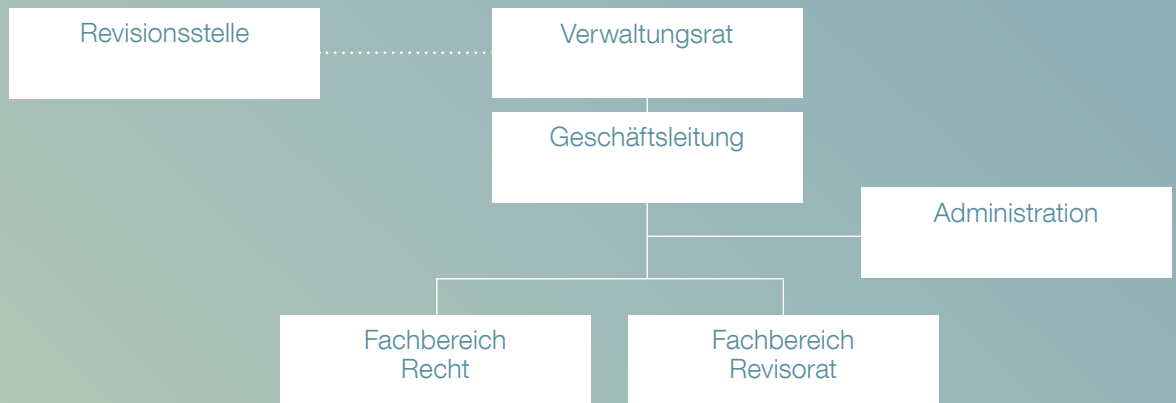 Revisionsstelle
Verwaltungsrat
Geschäftsleitung
Administration
Fachbereich
Recht
Fachbereich
Revisorat